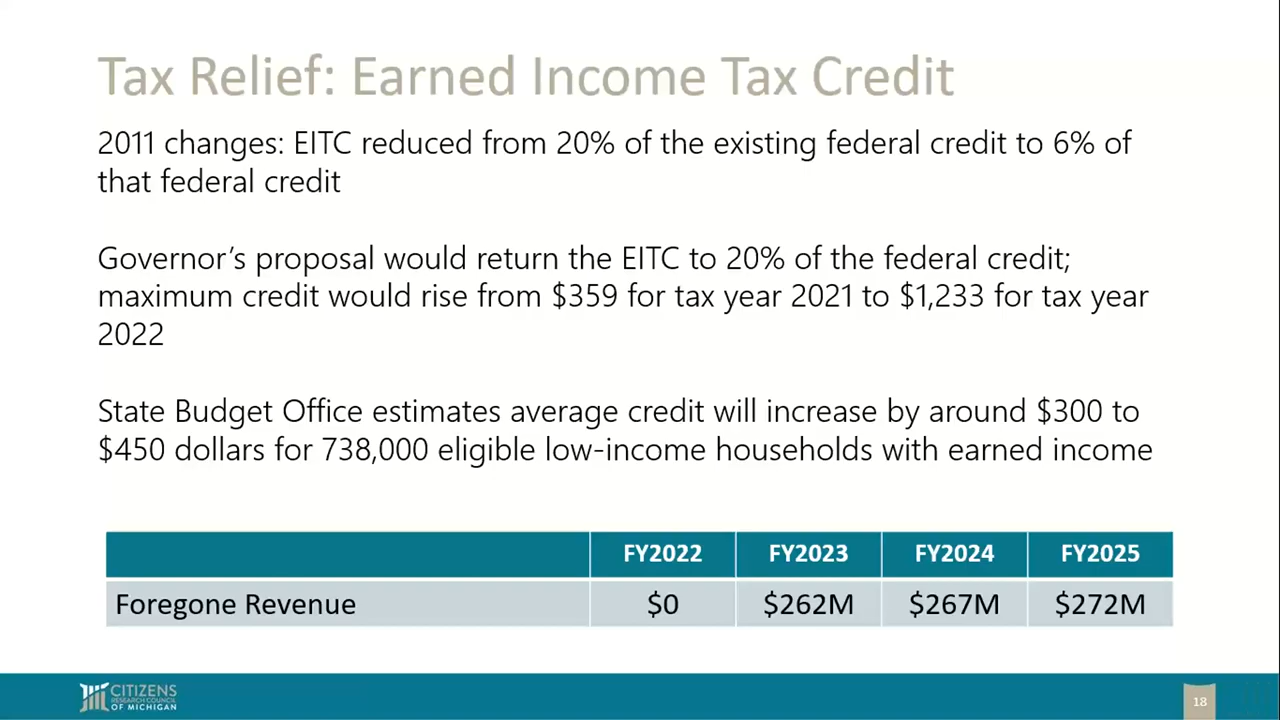 Tax Relief: Earned Income Tax Credit
2011 changes: EITC reduced from 20% of the existing federal credit to 6% of
that federal credit
Governor’s proposal would return the EITC to 20% of the federal credit;
maximum credit would rise from $359 for tax year 2021 to $1,233 for tax year
2022
State Budget Office estimates average credit will increase by around $300 to
$450 dollars for 738,000 eligible low-income households with earned income
FY2022 FY2023 FY2024 FY2025
Foregone Revenue $0 $262M $267M $272M
CITIZENS
RESEARCH COUNCIL
OF MICHIGAN
18